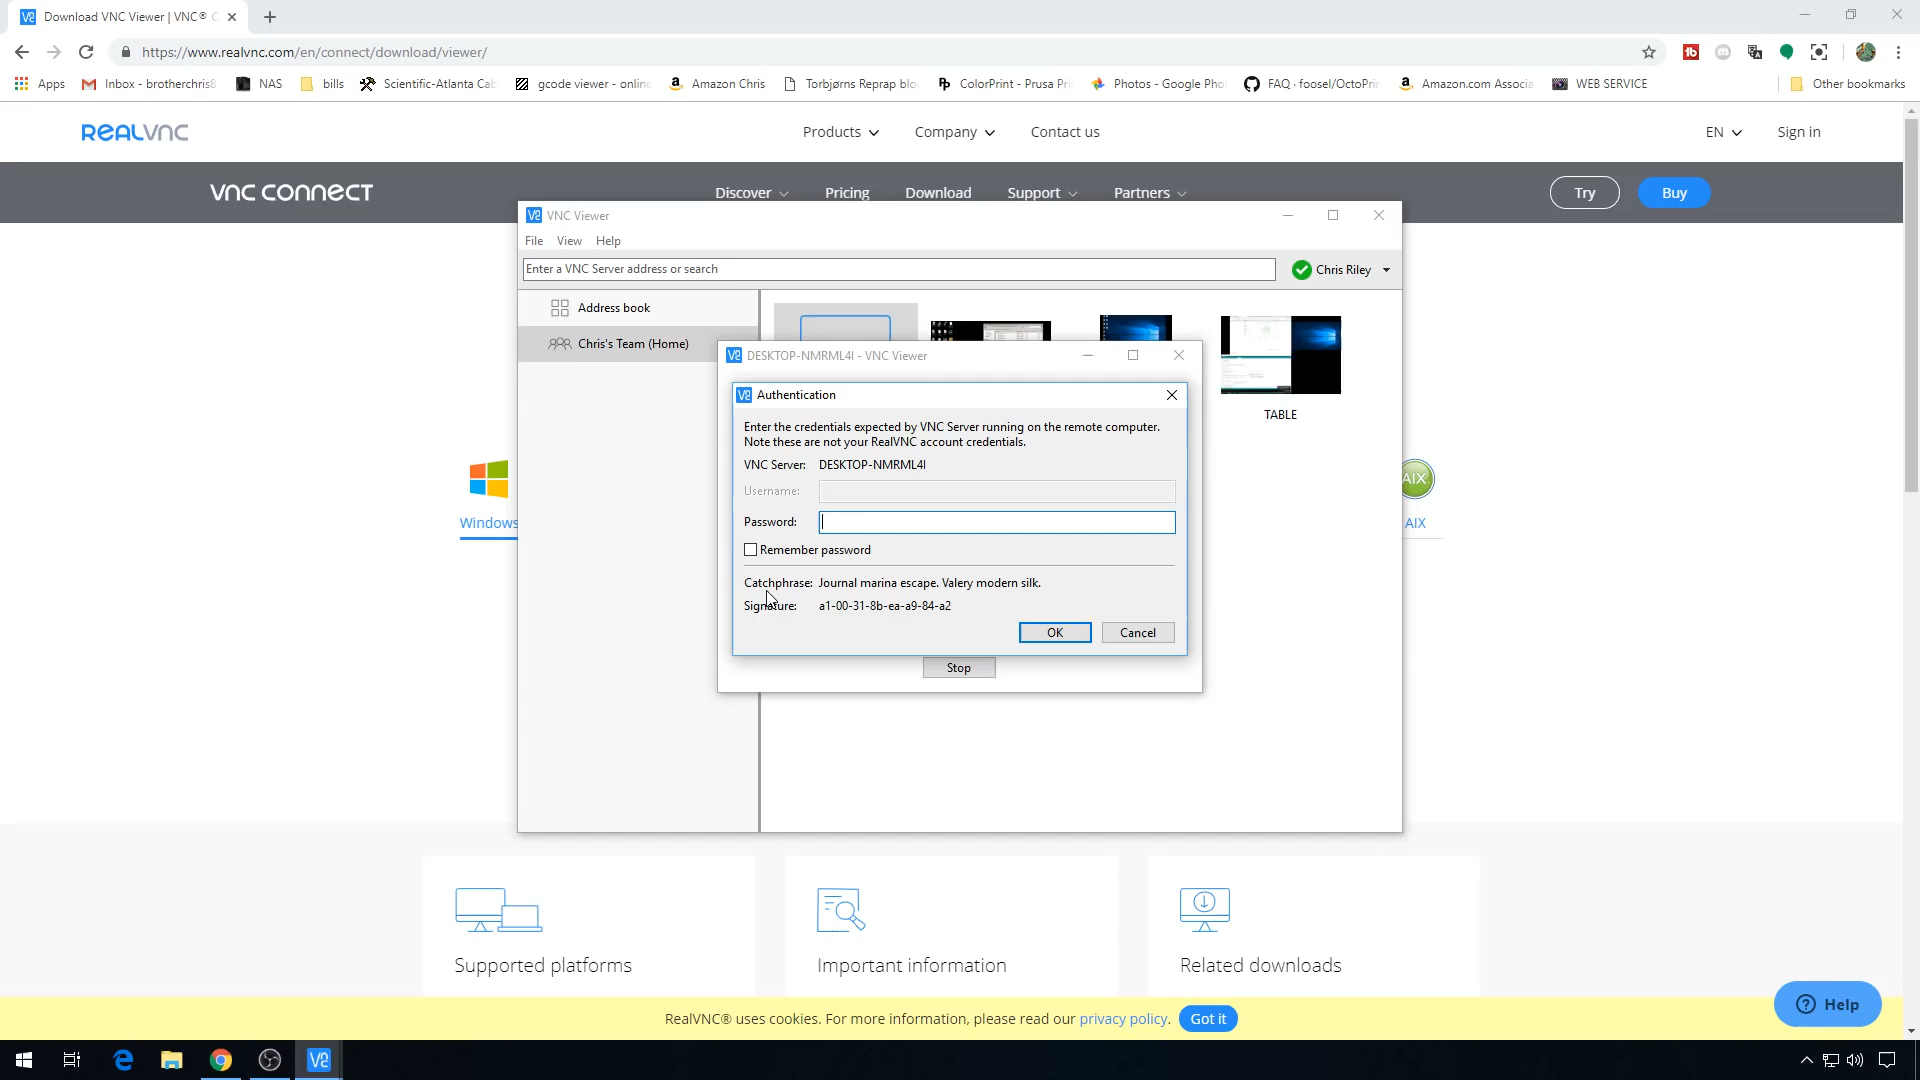 Download VNC Viewer | VNC® C
https://www.realvnc.com/en/connect/download/viewer/
Apps
Inbox - brotherchris8
NAS
bills
Scientific-Atlanta Cab
gcode viewer - online
Amazon Chris
Torbjørns Reprap blo
ColorPrint - Prusa Pri
Photos - Google Pho
FAQ · foosel/OctoPrin
Amazon.com Associa
WEB SERVICE
Other bookmarks
REALVNC
Products
Company
Contact us
EN
Sign in
VNC CONNECT
Discover
Pricing
Download
Support
Partners
Try
Buy
VNC Viewer
File View Help
Enter a VNC Server address or search
Chris Riley
Address book
Chris's Team (Home)
TABLE
DESKTOP-NMRML4I - VNC Viewer
Authentication
Enter the credentials expected by VNC Server running on the remote computer.
Note these are not your RealVNC account credentials.
VNC Server: DESKTOP-NMRML4I
Username:
Password:
Remember password
Catchphrase: Journal marina escape. Valery modern silk.
Signature: a1-00-31-8b-ea-a9-84-a2
OK
Cancel
Stop
Windows
AIX
AIX
Supported platforms
Important information
Related downloads
RealVNC® uses cookies. For more information, please read our privacy policy.
Got it
Help